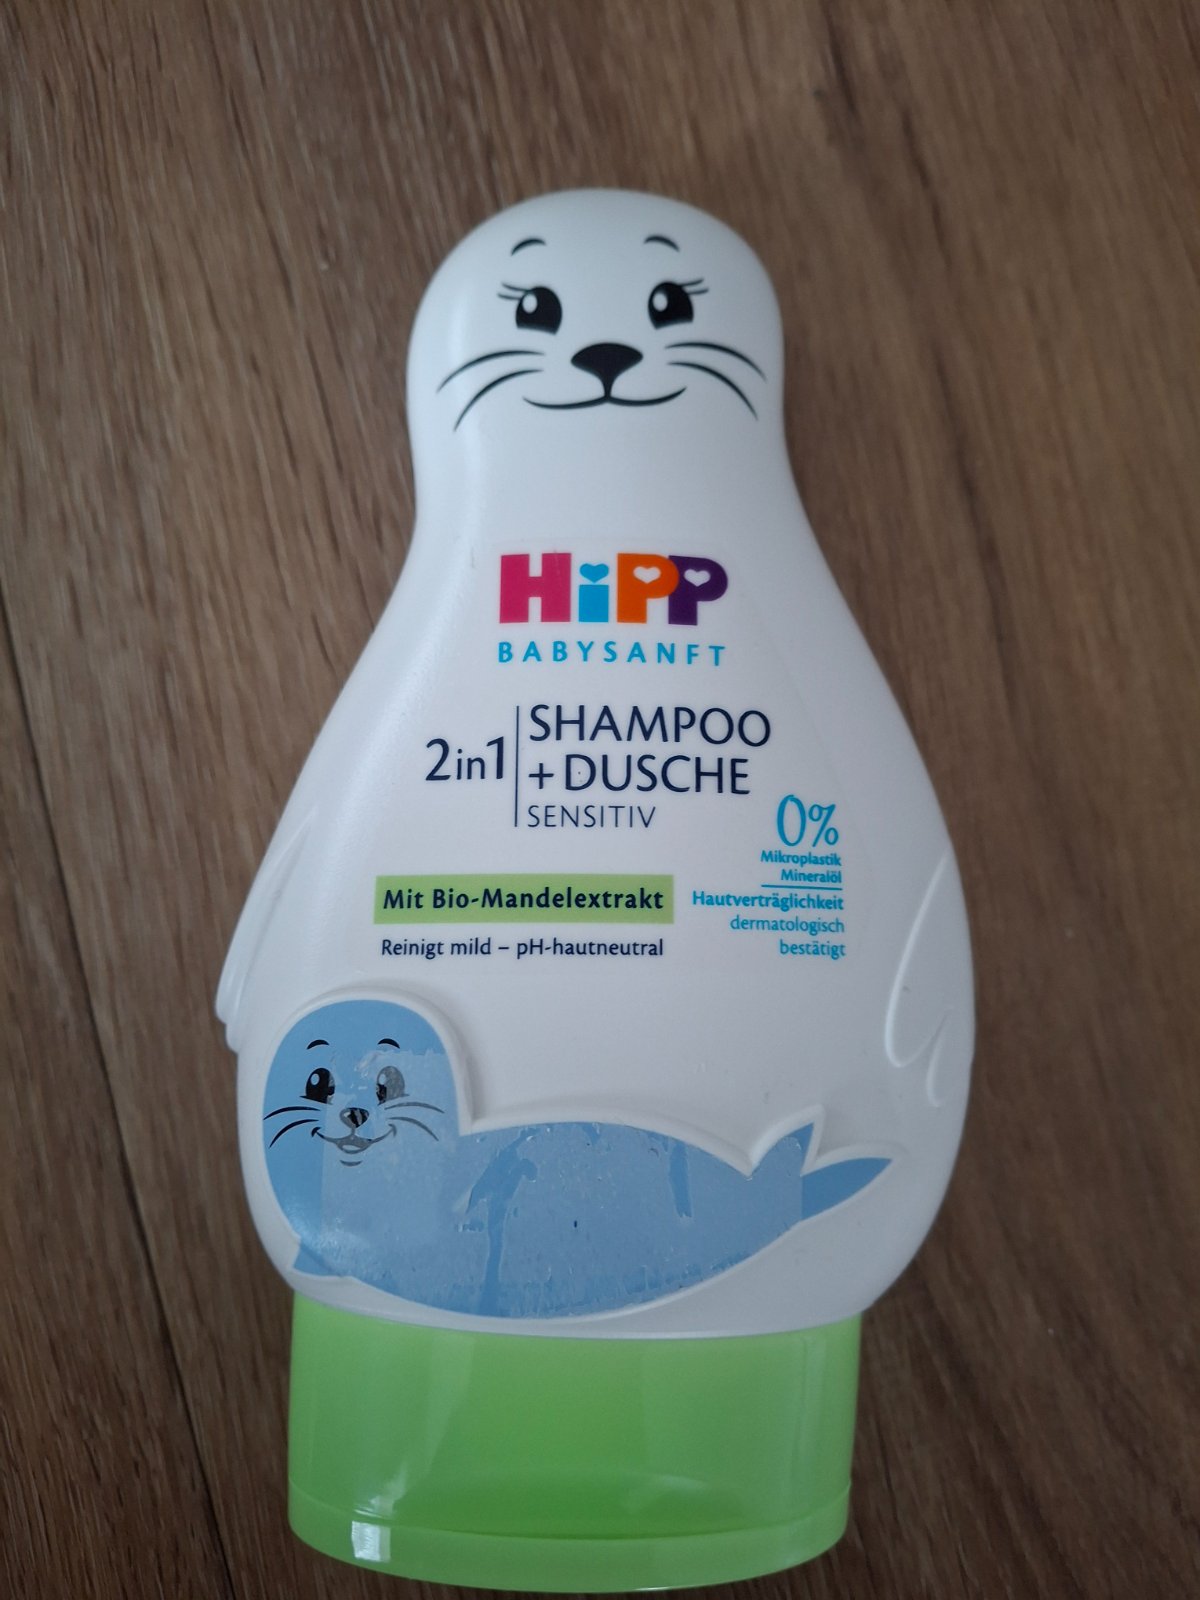 HiPP
BABYSANFT
2in1
SHAMPOO
+ DUSCHE
SENSITIV
0%
Mikroplastik
Mineralöl
Hautverträglichkeit
dermatologisch
bestätigt
Mit Bio-Mandelextrakt
Reinigt mild – pH-hautneutral